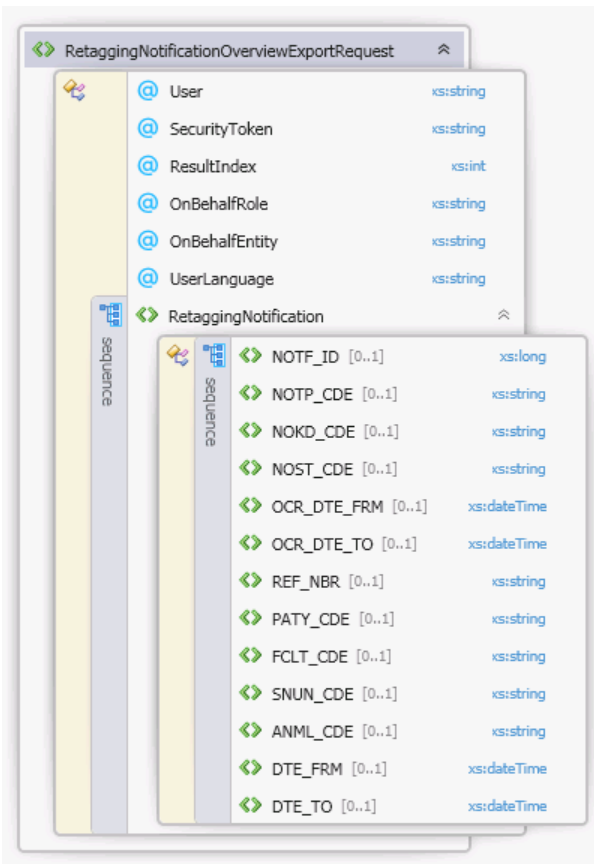 RetaggingNotificationOverviewExportRequest
@ User xs:string
@ SecurityToken xs:string
@ ResultIndex xs:int
@ OnBehalfRole xs:string
@ OnBehalfEntity xs:string
@ UserLanguage xs:string
sequence
RetaggingNotification
sequence
NOTF_ID [0..1] xs:long
NOTP_CDE [0..1] xs:string
NOKD_CDE [0..1] xs:string
NOST_CDE [0..1] xs:string
OCR_DTE_FRM [0..1] xs:dateTime
OCR_DTE_TO [0..1] xs:dateTime
REF_NBR [0..1] xs:string
PATY_CDE [0..1] xs:string
FCLT_CDE [0..1] xs:string
SNUN_CDE [0..1] xs:string
ANML_CDE [0..1] xs:string
DTE_FRM [0..1] xs:dateTime
DTE_TO [0..1] xs:dateTime